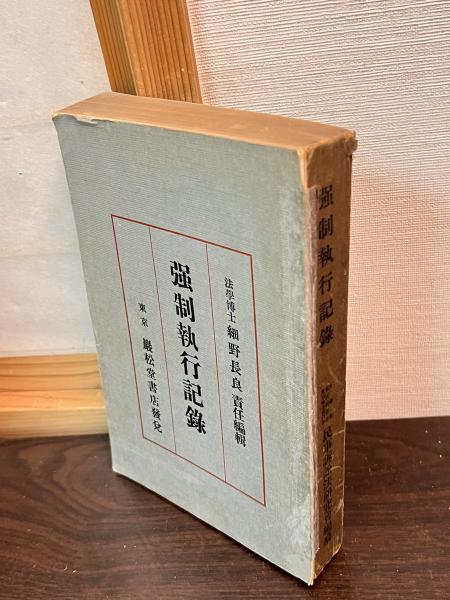 法學博士 細野長良 責任編輯
强制執行記錄
東京 巖松堂書店發兌
强制執行記錄